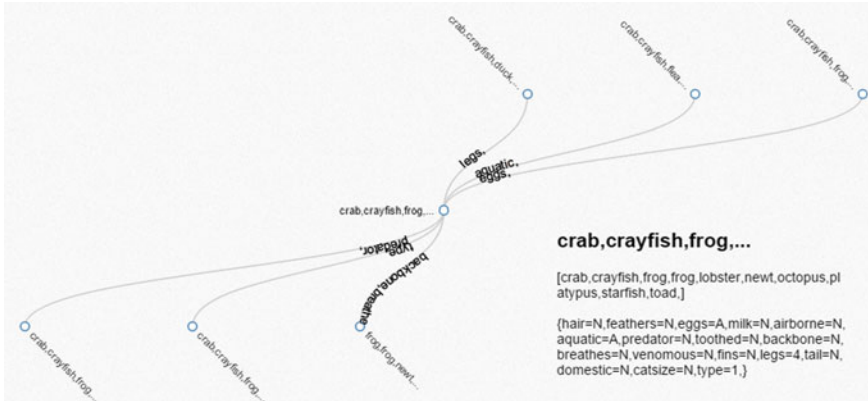 crab,crayfish,duck,...
crab,crayfish,flea,...
crab,crayfish,frog,...
legs,
aquatic,
eggs,
crab,crayfish,frog,...
predator,
type,
backbone,breathe
crab,crayfish,frog,...
crab,crayfish,frog,...
frog,frog,newt,...
crab,crayfish,frog,...
[crab,crayfish,frog,frog,lobster,newt,octopus,pl
atypus,starfish,toad,]
{hair=N,feathers=N,eggs=A,milk=N,airborne=N,
aquatic=A,predator=N,toothed=N,backbone=N,
breathes=N,venomous=N,fins=N,legs=4,tail=N,
domestic=N,catsize=N,type=1,}